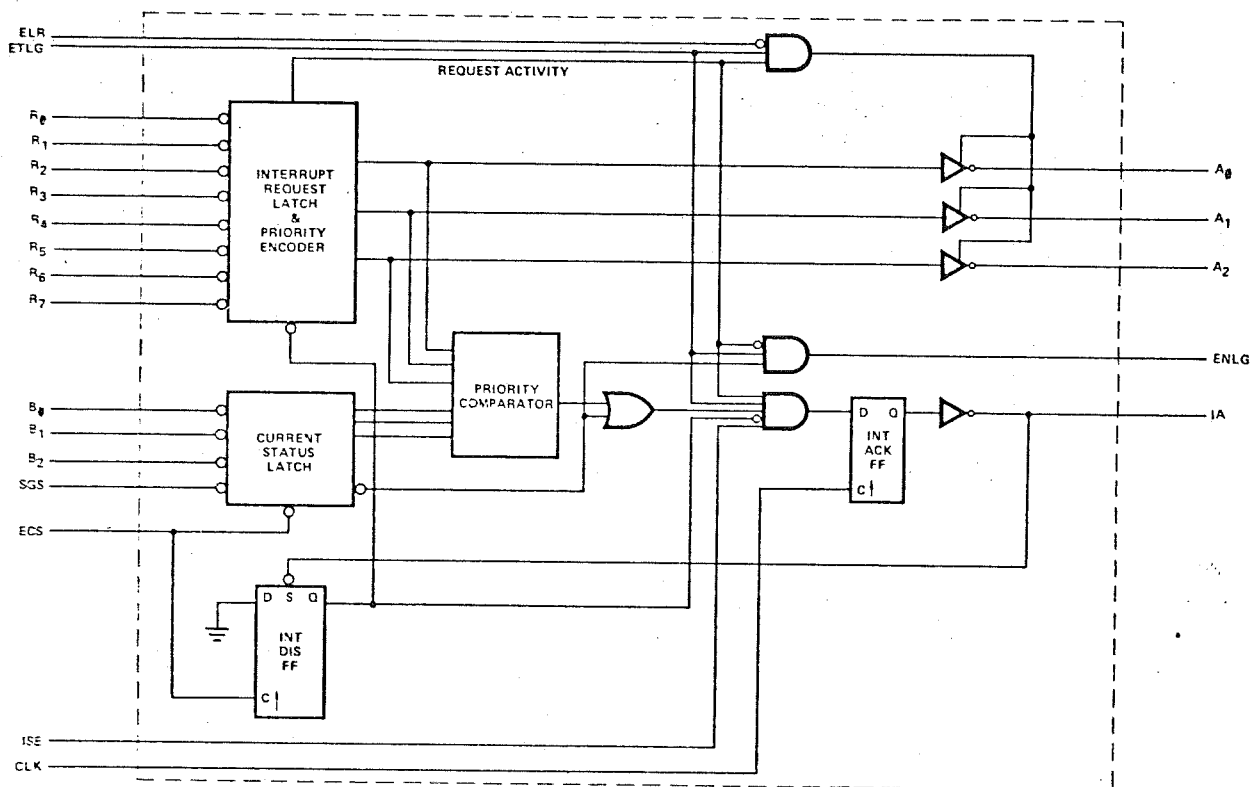 ELR
ETLG
REQUEST ACTIVITY
R0
R1
R2
R3
R4
R5
R6
R7
INTERRUPT
REQUEST
LATCH
&
PRIORITY
ENCODER
A0
A1
A2
PRIORITY
COMPARATOR
ENLG
B0
B1
B2
SGS
CURRENT
STATUS
LATCH
D Q
INT
ACK
FF
C
IA
ECS
D S Q
INT
DIS
FF
C
ISE
CLK